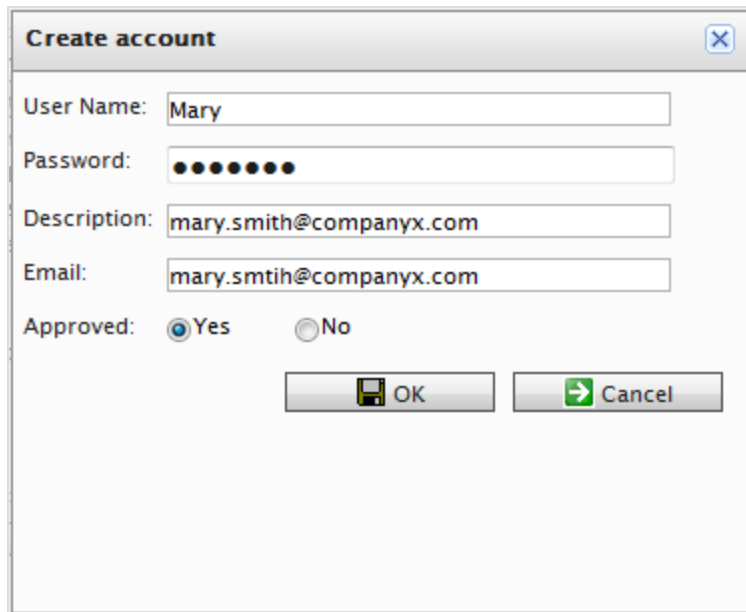 Create account
User Name: Mary
Password: ●●●●●●●
Description: mary.smith@companyx.com
Email: mary.smtih@companyx.com
Approved: Yes No
OK Cancel